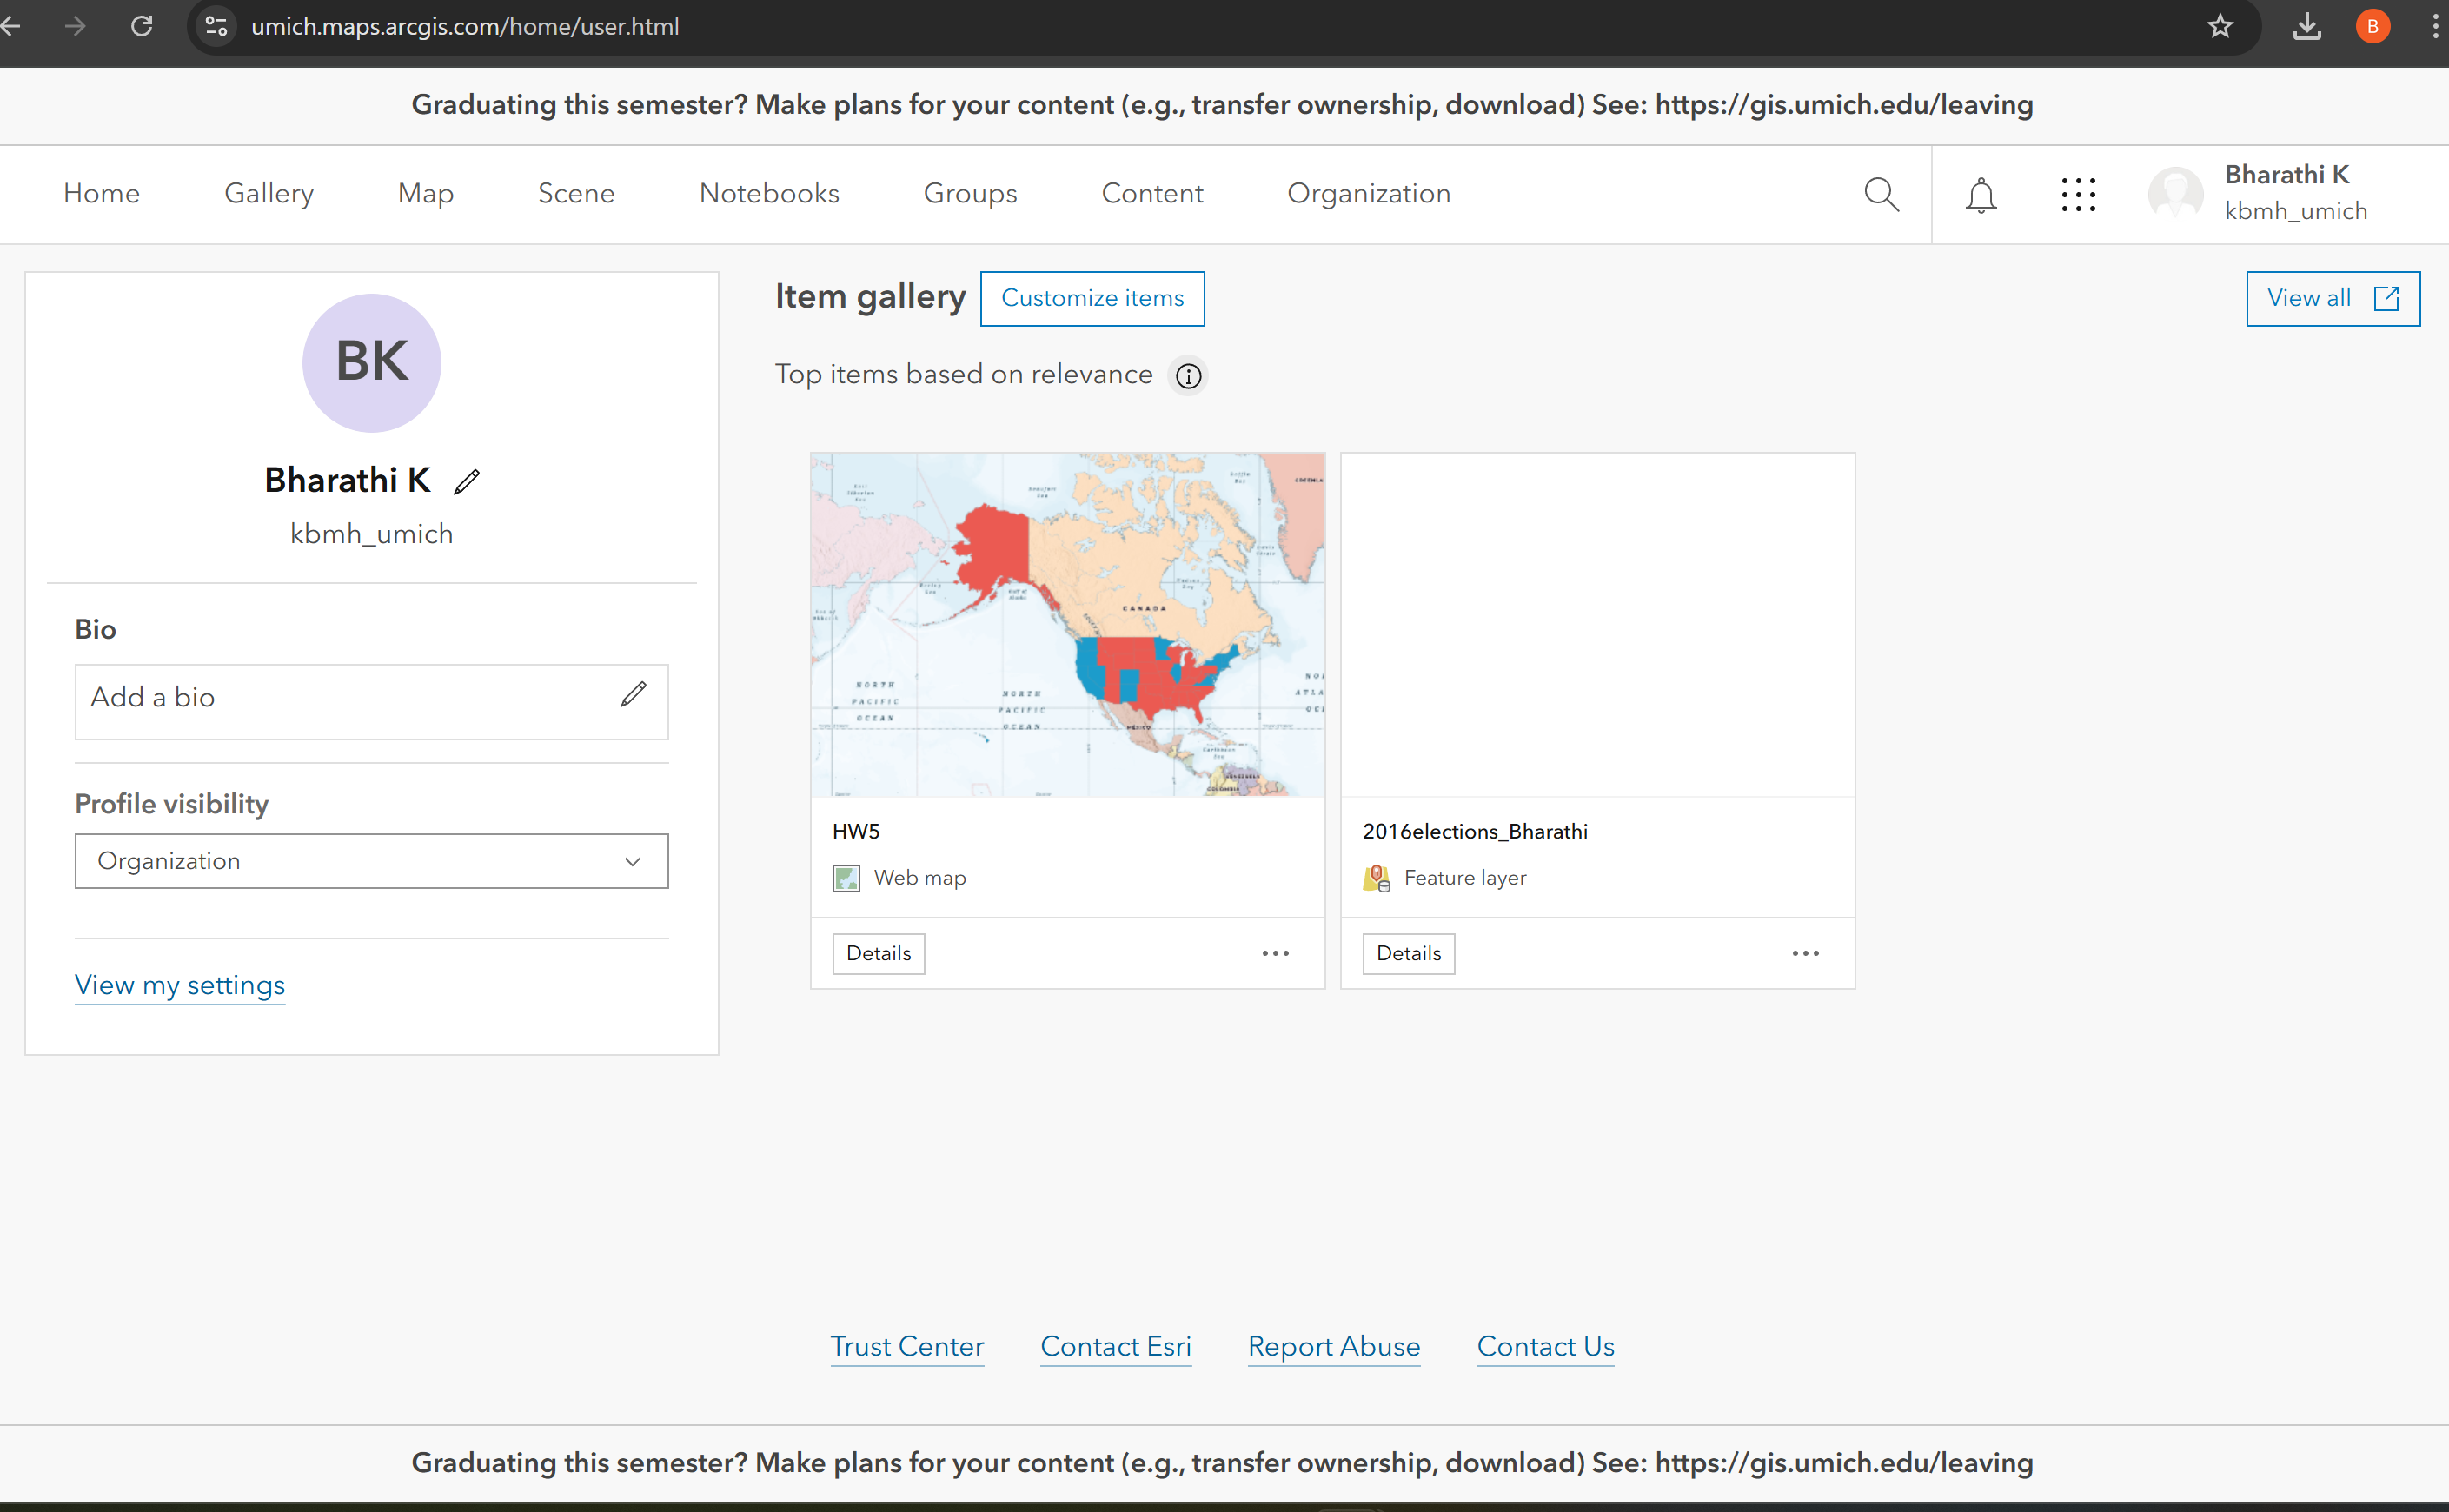 umich.maps.arcgis.com/home/user.html
B
Graduating this semester? Make plans for your content (e.g., transfer ownership, download) See: https://gis.umich.edu/leaving
Home
Gallery
Map
Scene
Notebooks
Groups
Content
Organization
Bharathi K
kbmh_umich
BK
Bharathi K
kbmh_umich
Bio
Add a bio
Profile visibility
Organization
View my settings
Item gallery
Customize items
View all
Top items based on relevance
CANADA
NORTH
PACIFIC
OCEAN
NORTH
PACIFIC
OCEAN
MEXICO
COLOMBIA
HW5
Web map
Details
2016elections_Bharathi
Feature layer
Details
Trust Center
Contact Esri
Report Abuse
Contact Us
Graduating this semester? Make plans for your content (e.g., transfer ownership, download) See: https://gis.umich.edu/leaving